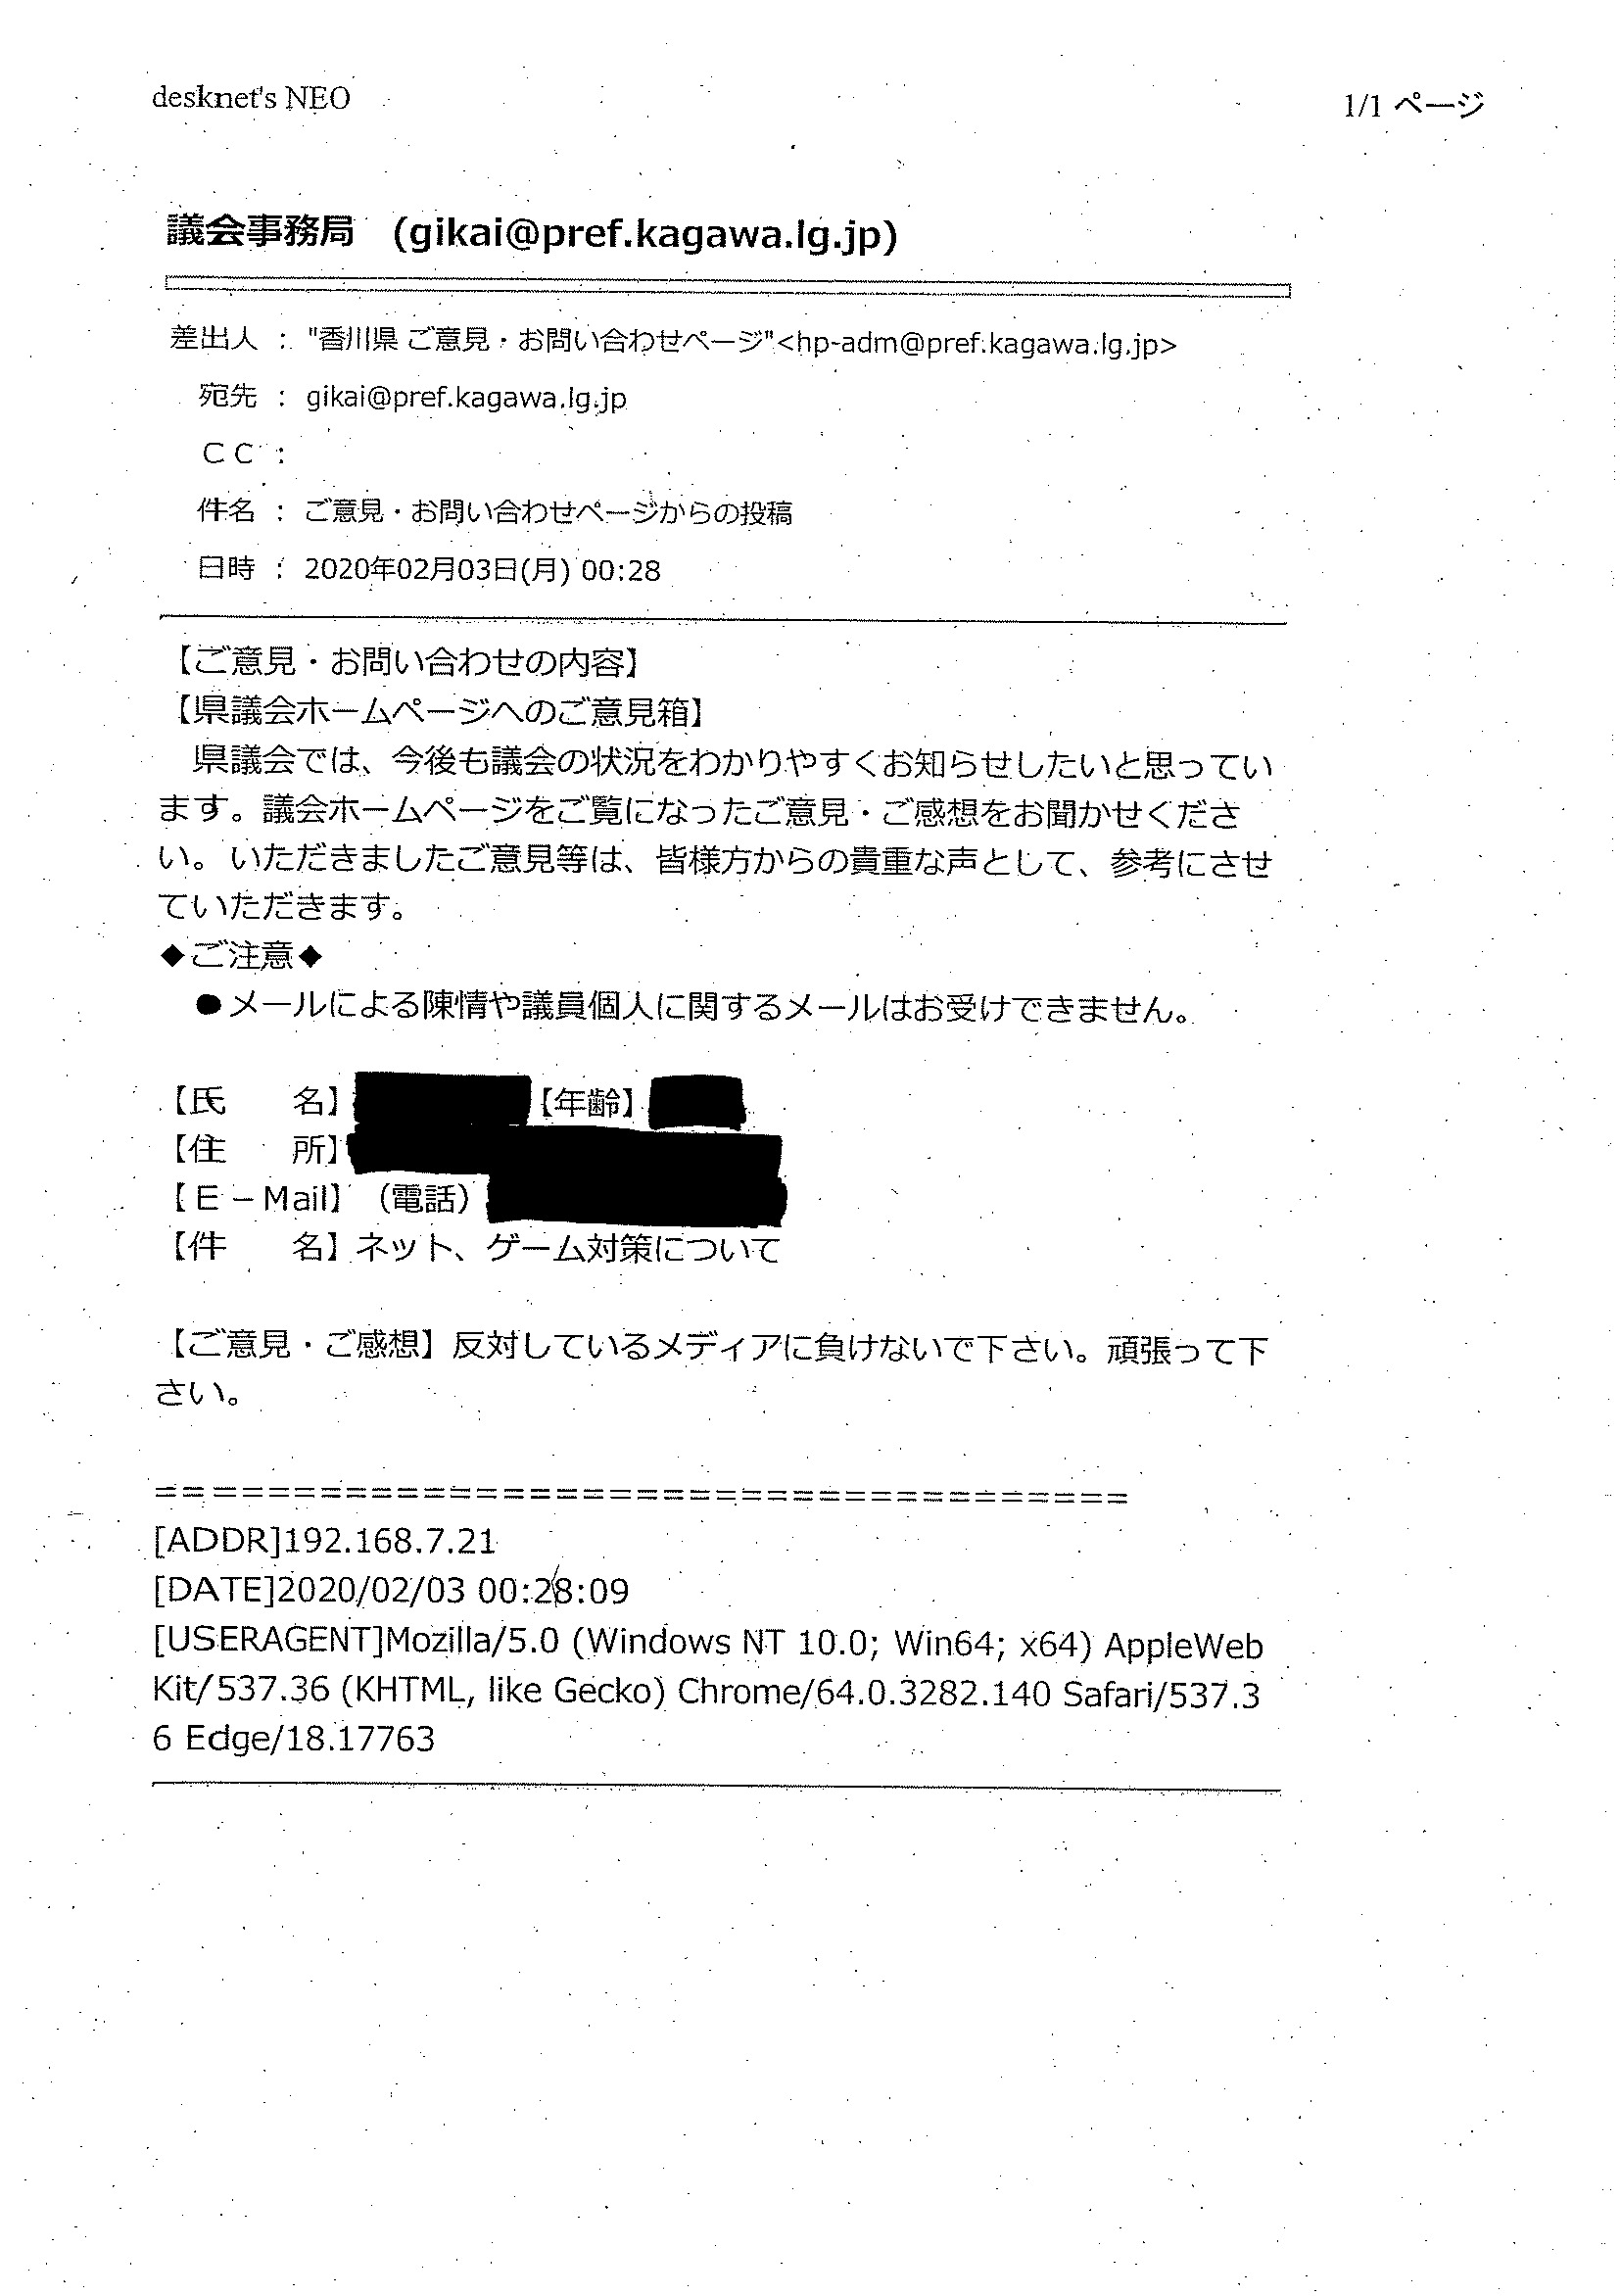 desknet's NEO
1/1 ページ
議会事務局 (gikai@pref.kagawa.lg.jp)
差出人 : "香川県 ご意見・お問い合わせページ"<hp-adm@pref.kagawa.lg.jp>
宛先 : gikai@pref.kagawa.lg.jp
ＣＣ :
件名 : ご意見・お問い合わせページからの投稿
日時 : 2020年02月03日(月) 00:28
【ご意見・お問い合わせの内容】
【県議会ホームページへのご意見箱】
　県議会では、今後も議会の状況をわかりやすくお知らせしたいと思ってい
ます。議会ホームページをご覧になったご意見・ご感想をお聞かせくださ
い。いただきましたご意見等は、皆様方からの貴重な声として、参考にさせ
ていただきます。
◆ご注意◆
　●メールによる陳情や議員個人に関するメールはお受けできません。
【氏　　名】【年齢】
【住　　所】
【Ｅ－Mail】（電話）
【件　　名】ネット、ゲーム対策について
【ご意見・ご感想】反対しているメディアに負けないで下さい。頑張って下
さい。
=====================================
[ADDR]192.168.7.21
[DATE]2020/02/03 00:28:09
[USERAGENT]Mozilla/5.0 (Windows NT 10.0; Win64; x64) AppleWeb
Kit/537.36 (KHTML, like Gecko) Chrome/64.0.3282.140 Safari/537.3
6 Edge/18.17763